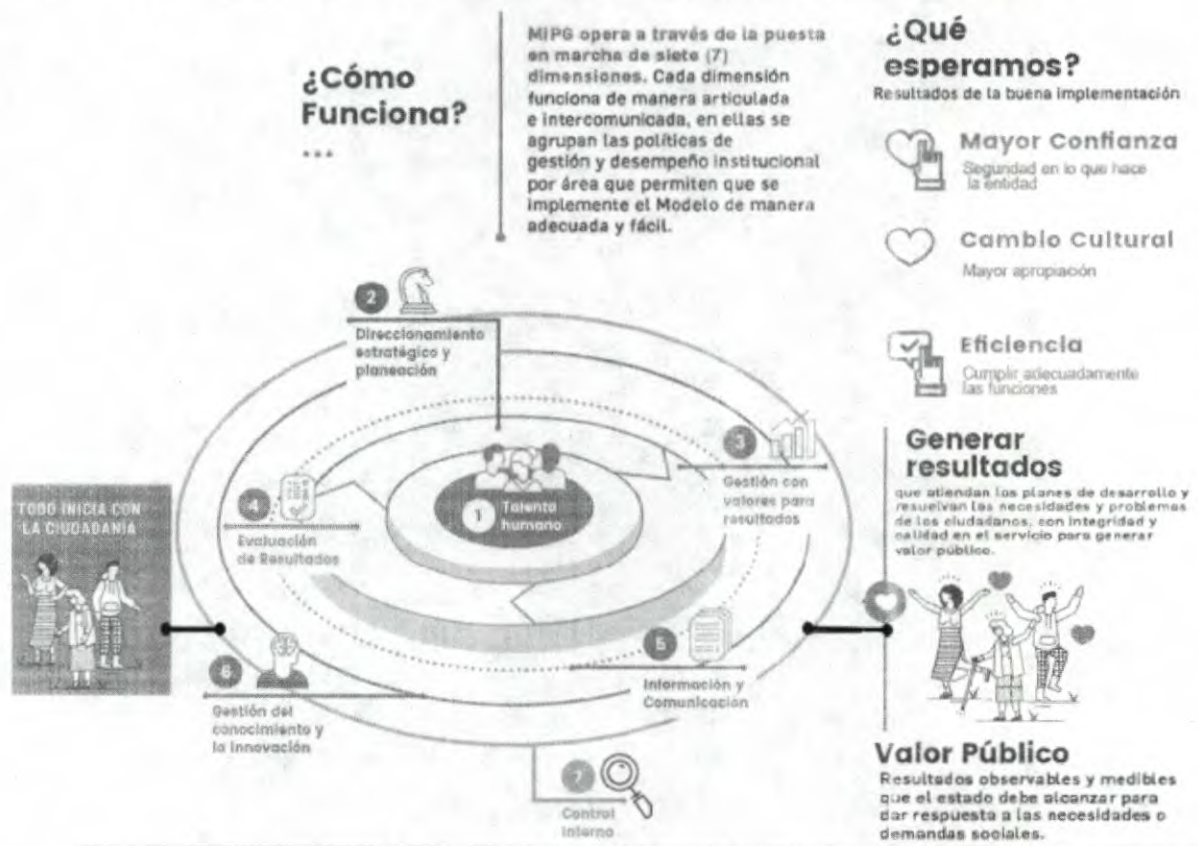 ¿Cómo
Funciona?
...
MIPG opera a través de la puesta
en marcha de siete (7)
dimensiones. Cada dimensión
funciona de manera articulada
e intercomunicada, en ellas se
agrupan las políticas de
gestión y desempeño institucional
por área que permiten que se
implemente el Modelo de manera
adecuada y fácil.
¿Qué
esperamos?
Resultados de la buena implementación
Mayor Confianza
Seguridad en lo que hace
la entidad
Cambio Cultural
Mayor apropiación
Eficiencia
Cumplir adecuadamente
las funciones
2
Direccionamiento
estratégico y
planeación
3
Gestión con
valores para
resultados
1
Talento
humano
4
Evaluación
de Resultados
5
Información y
Comunicación
6
Gestión del
conocimiento y
la innovación
7
Control
Interno
TODO INICIA CON
LA CIUDADANÍA
Generar
resultados
que atiendan los planes de desarrollo y
resuelvan las necesidades y problemas
de los ciudadanos, con integridad y
calidad en el servicio para generar
valor público.
Valor Público
Resultados observables y medibles
que el estado debe alcanzar para
dar respuesta a las necesidades o
demandas sociales.